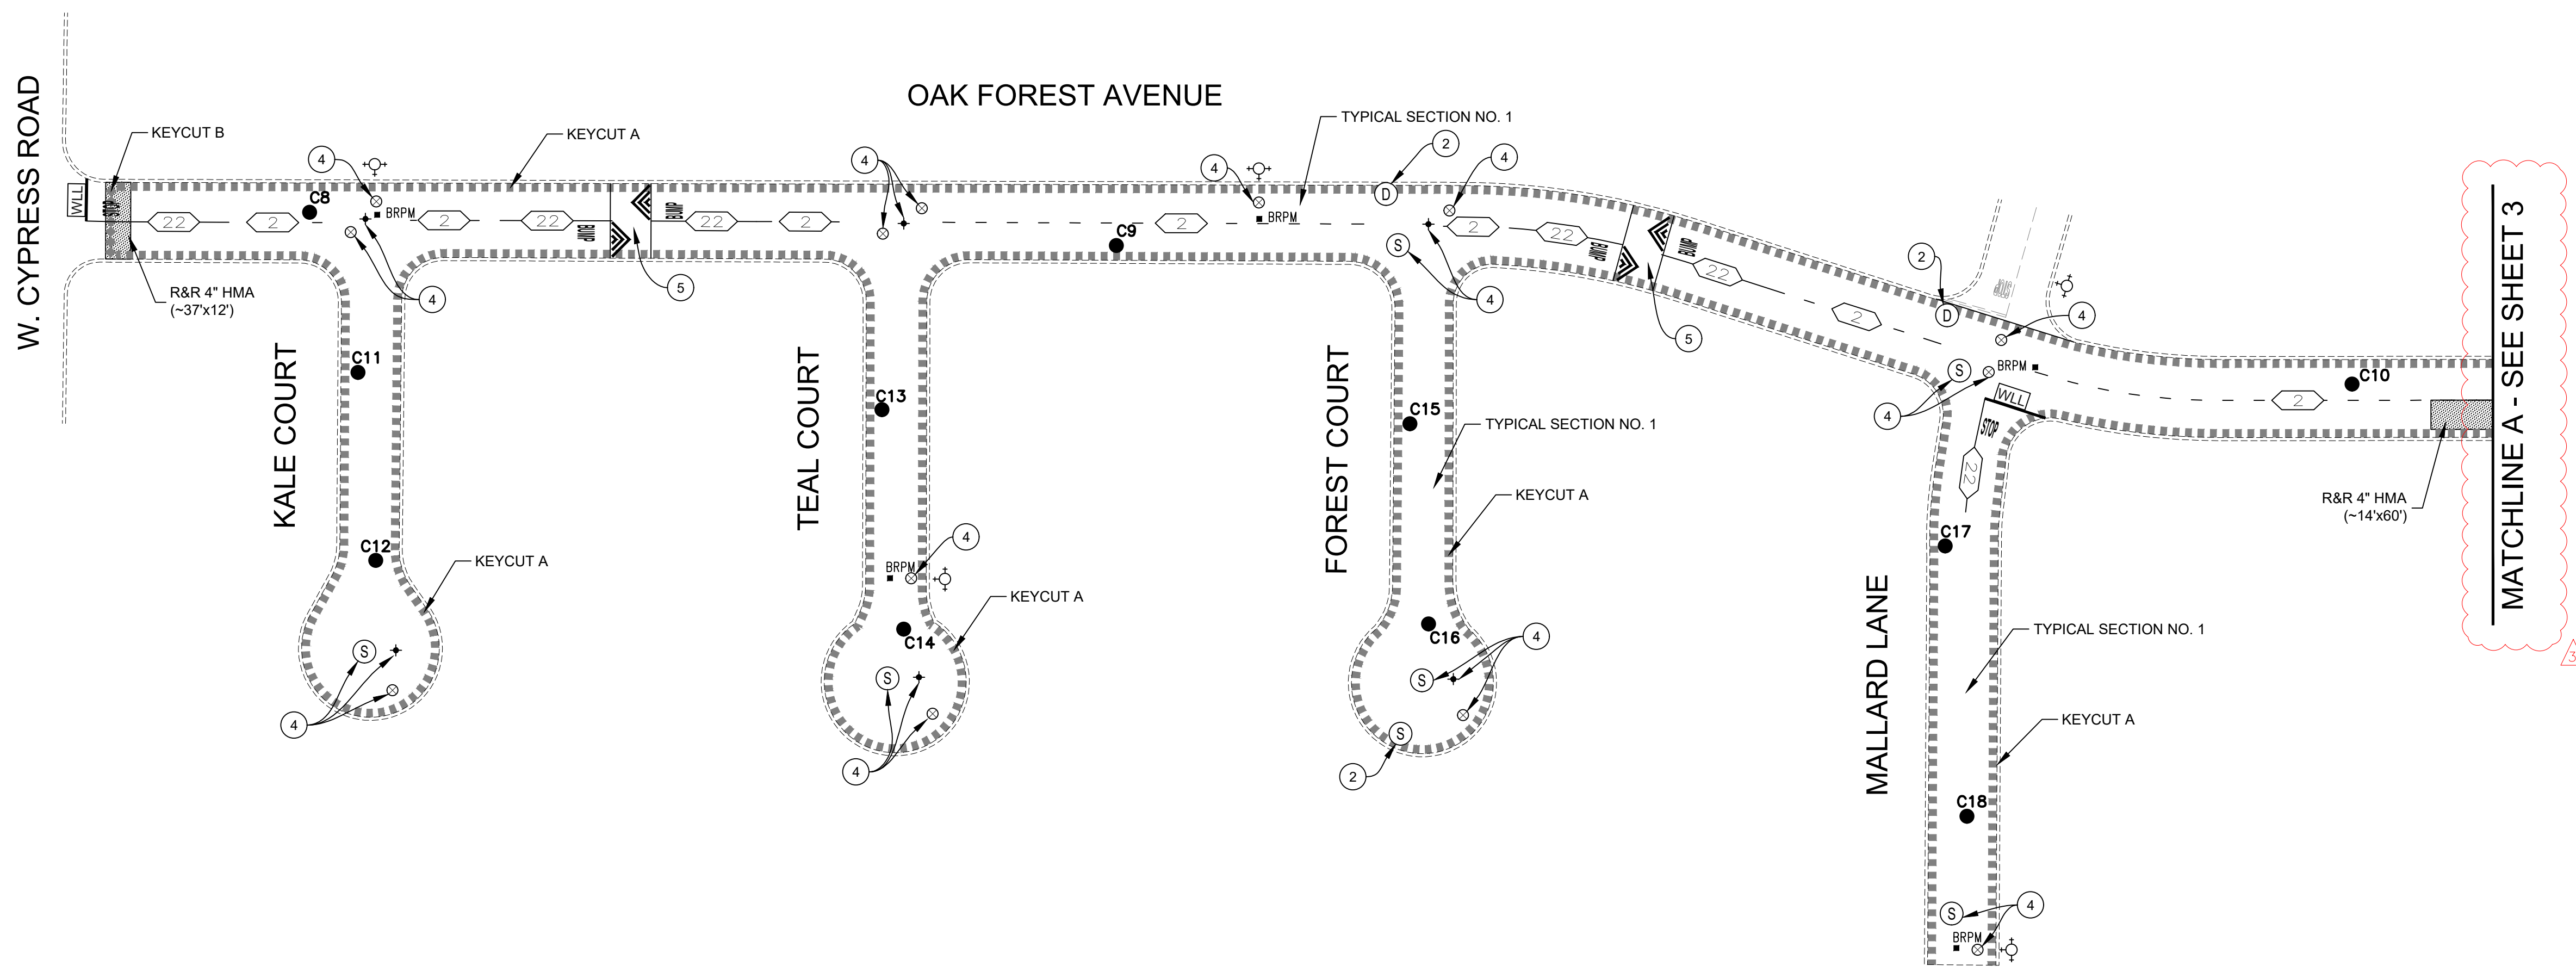 OAK FOREST AVENUE
W. CYPRESS ROAD
KEYCUT B
KEYCUT A
TYPICAL SECTION NO. 1
2
4
4
4
4
D
WLL
STOP
C8
BRPM
22
2
2
22
BUMP
BUMP
22
2
2
C9
BRPM
S
2
22
BUMP
BUMP
22
2
2
D
4
R&R 4" HMA
(~37'x12')
4
5
4
5
S
BRPM
4
WLL
STOP
22
2
C10
R&R 4" HMA
(~14'x60')
MATCHLINE A - SEE SHEET 3
3
KALE COURT
C11
C12
KEYCUT A
S
4
TEAL COURT
C13
BRPM
4
C14
KEYCUT A
S
4
FOREST COURT
C15
TYPICAL SECTION NO. 1
KEYCUT A
C16
4
S
S
2
MALLARD LANE
C17
TYPICAL SECTION NO. 1
KEYCUT A
C18
S
4
BRPM